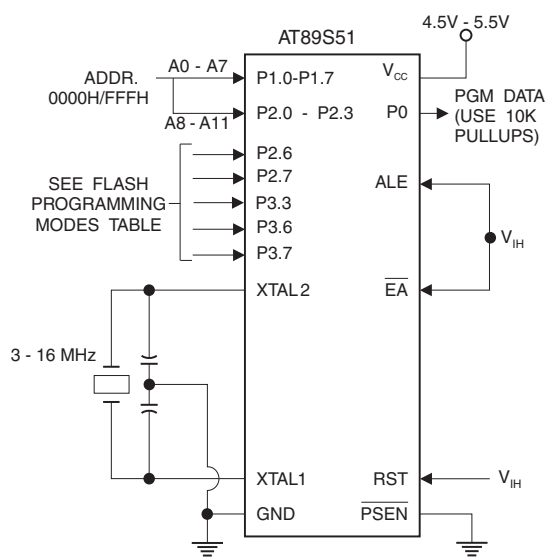 AT89S51
4.5V - 5.5V
ADDR.
0000H/FFFH
A0 - A7
A8 - A11
P1.0-P1.7
P2.0 - P2.3
P2.6
P2.7
P3.3
P3.6
P3.7
SEE FLASH
PROGRAMMING
MODES TABLE
XTAL2
3 - 16 MHz
XTAL1
GND
VCC
P0
PGM DATA
(USE 10K
PULLUPS)
ALE
VIH
EA
RST
VIH
PSEN